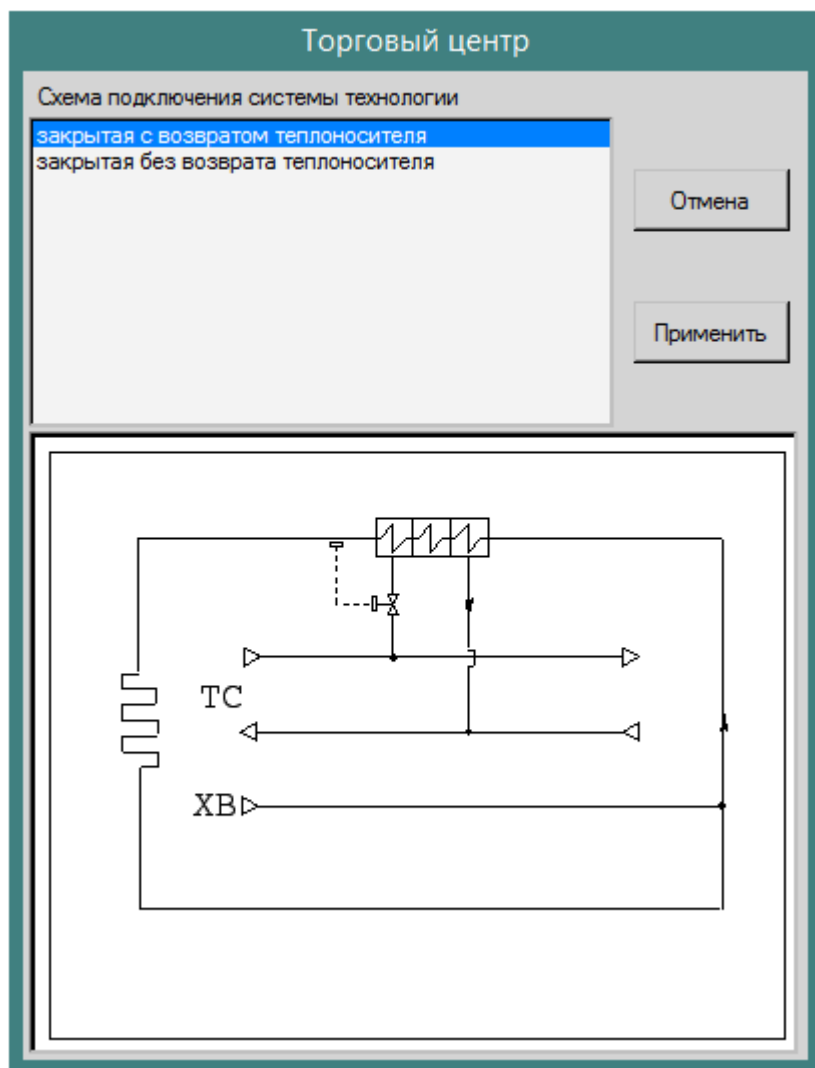 Торговый центр
Схема подключения системы технологии
закрытая с возвратом теплоносителя
закрытая без возврата теплоносителя
Отмена
Применить
ТС
ХВ